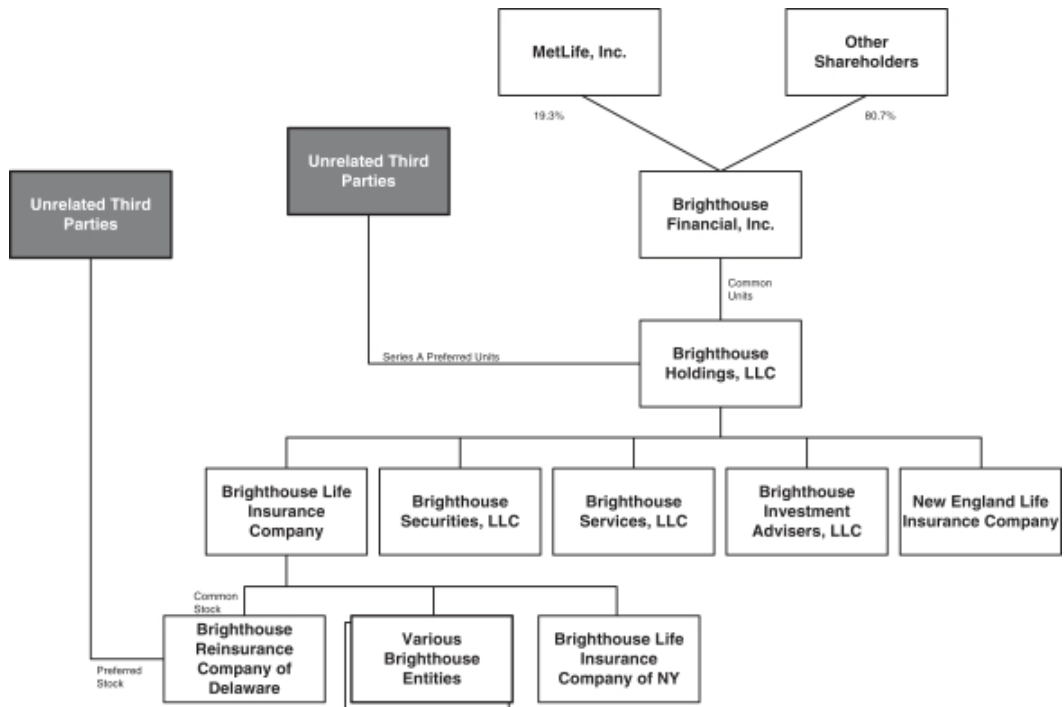 MetLife, Inc.
Other
Shareholders
19.3%
80.7%
Unrelated Third
Parties
Unrelated Third
Parties
Brighthouse
Financial, Inc.
Common
Units
Series A Preferred Units
Brighthouse
Holdings, LLC
Brighthouse Life
Insurance
Company
Brighthouse
Securities, LLC
Brighthouse
Services, LLC
Brighthouse
Investment
Advisers, LLC
New England Life
Insurance Company
Common
Stock
Brighthouse
Reinsurance
Company of
Delaware
Various
Brighthouse
Entities
Brighthouse Life
Insurance
Company of NY
Preferred
Stock